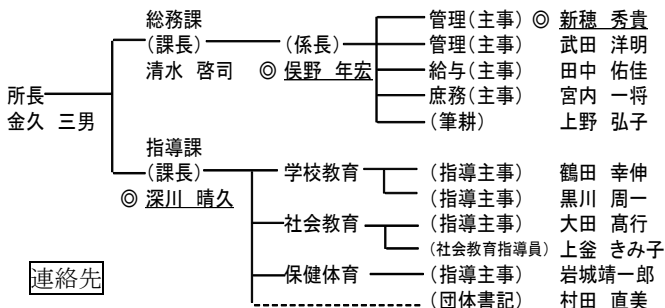 総務課
(課長) (係長) 管理(主事) ◎ 新穂 秀貴
清水 啓司 ◎ 俣野 年宏 管理(主事) 武田 洋明
給与(主事) 田中 佑佳
所長 庶務(主事) 宮内 一将
金久 三男 (筆耕) 上野 弘子
指導課
(課長) 学校教育 (指導主事) 鶴田 幸伸
◎ 深川 晴久 (指導主事) 黒川 周一
社会教育 (指導主事) 大田 髙行
(社会教育指導員) 上釜 きみ子
連絡先 保健体育 (指導主事) 岩城靖一郎
(団体書記) 村田 直美